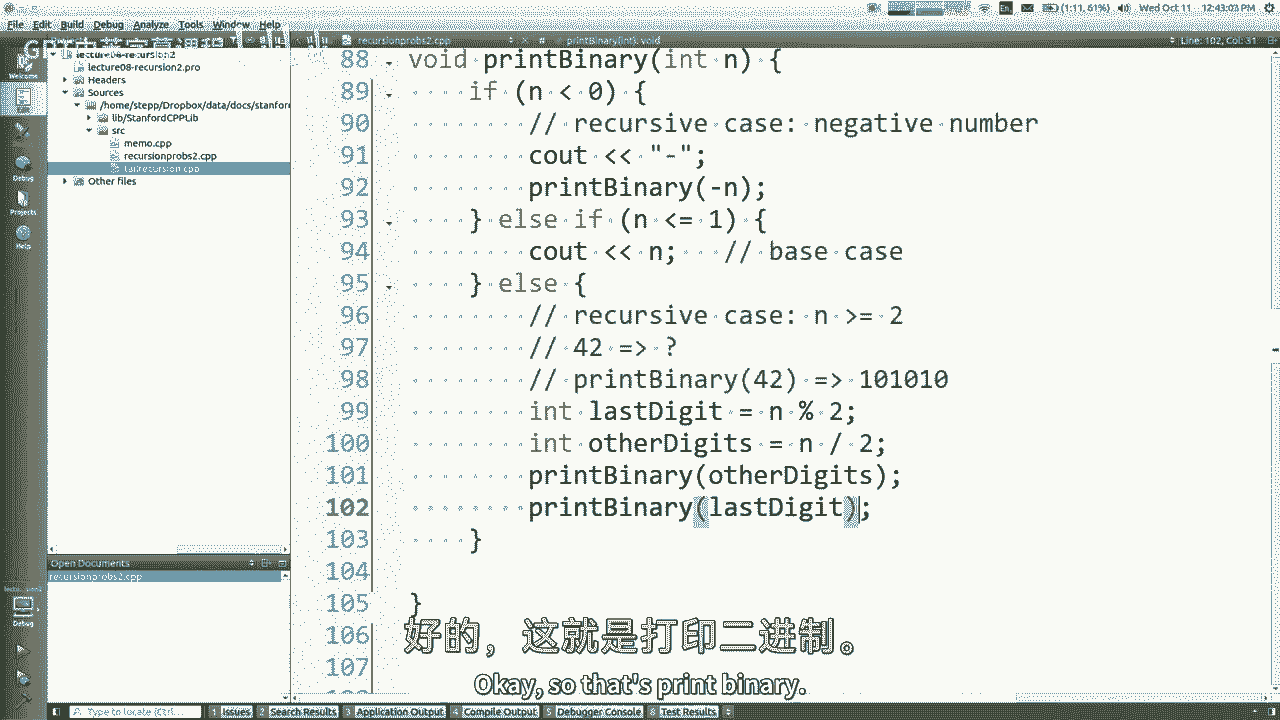 File Edit Build Debug Analyze Tools Window Help
En (1:11, 61%) Wed Oct 11 12:43:03 PM
recursionprobs2.cpp printBinary(int): void Line: 102, Col: 31
Welcome
Debug
Projects
Help
lecture08-recursion2
lecture08-recursion2.pro
Headers
Sources
/home/stepp/Dropbox/data/docs/stanford
lib/StanfordCPPLib
src
memo.cpp
recursionprobs2.cpp
tailrecursion.cpp
Other files
Open Documents
recursionprobs2.cpp
Debug
88 void printBinary(int n) {
89 if (n < 0) {
90 // recursive case: negative number
91 cout << "-";
92 printBinary(-n);
93 } else if (n <= 1) {
94 cout << n; // base case
95 } else {
96 // recursive case: n >= 2
97 // 42 => ?
98 // printBinary(42) => 101010
99 int lastDigit = n % 2;
100 int otherDigits = n / 2;
101 printBinary(otherDigits);
102 printBinary(lastDigit);
103 }
104
105 }
106
107
好的，这就是打印二进制。
Okay, so that's print binary.
Type to locate (Ctrl... 1 Issues 2 Search Results 3 Application Output 4 Compile Output 5 Debugger Console 8 Test Results